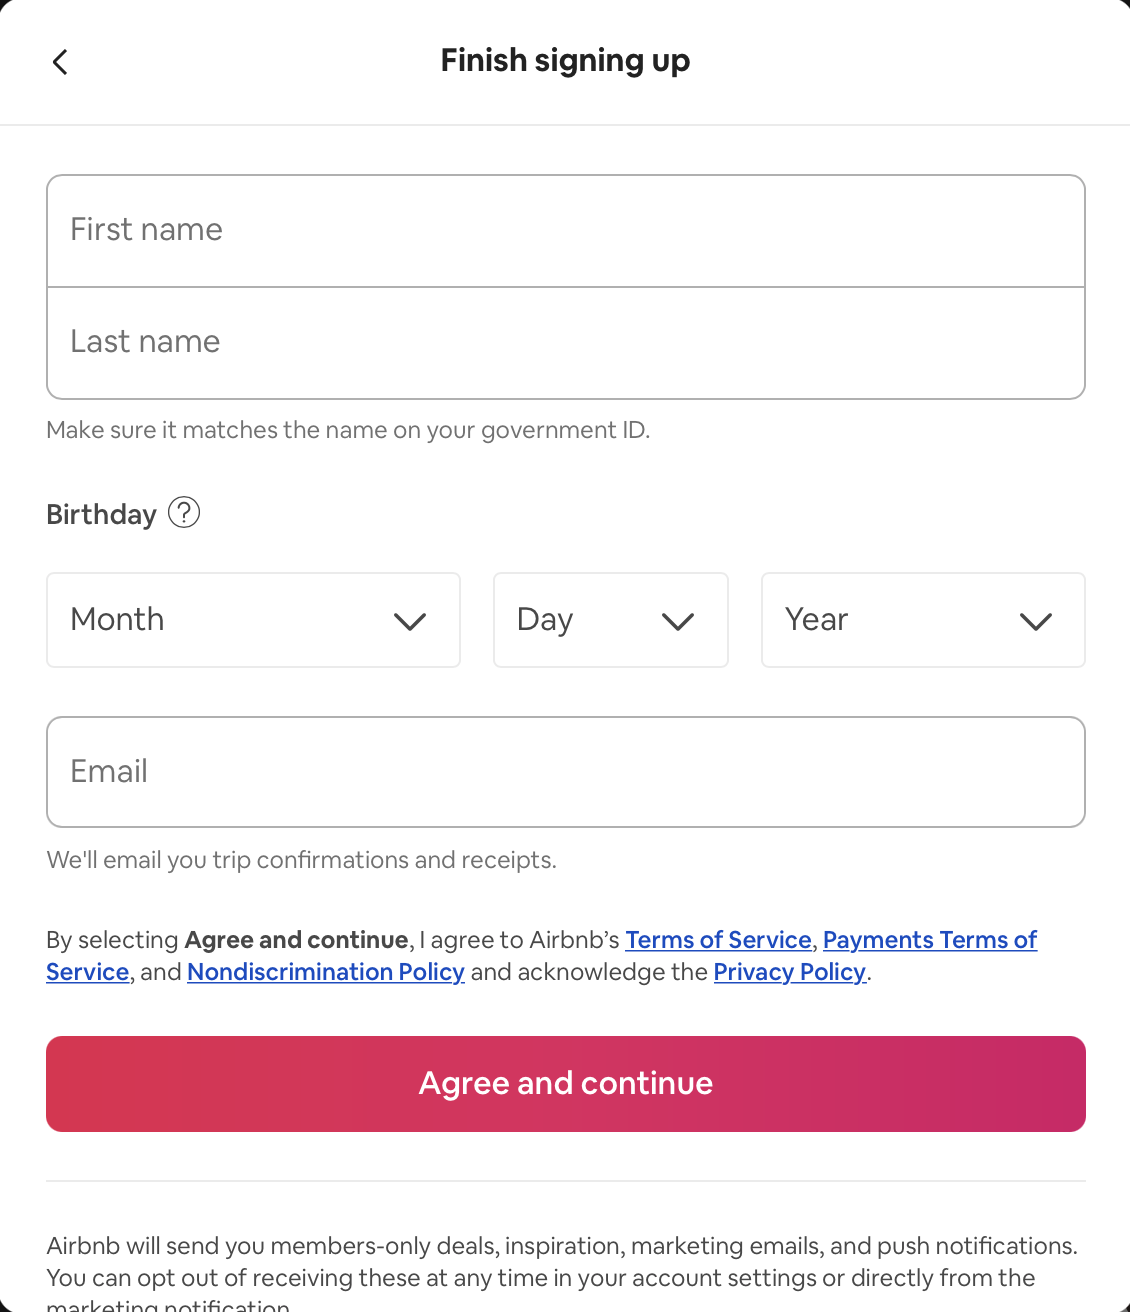 Finish signing up
First name
Last name
Make sure it matches the name on your government ID.
Birthday ?
Month Day Year
Email
We'll email you trip confirmations and receipts.
By selecting Agree and continue, I agree to Airbnb’s Terms of Service, Payments Terms of
Service, and Nondiscrimination Policy and acknowledge the Privacy Policy.
Agree and continue
Airbnb will send you members-only deals, inspiration, marketing emails, and push notifications.
You can opt out of receiving these at any time in your account settings or directly from the
marketing notification.